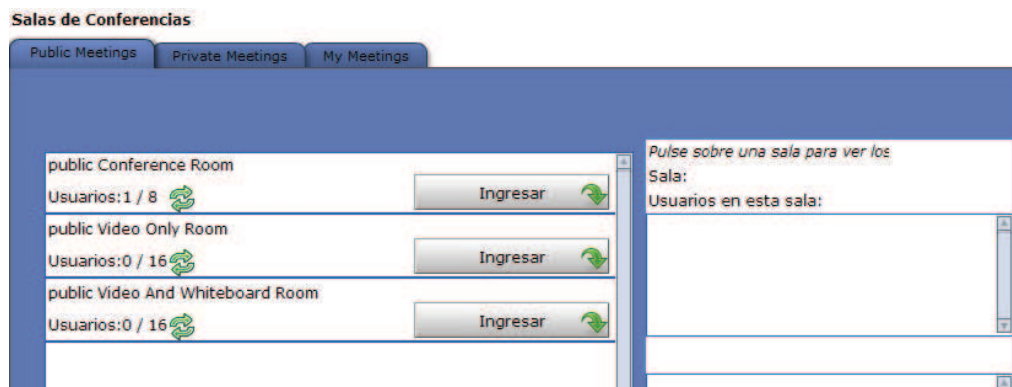 Salas de Conferencias
Public Meetings
Private Meetings
My Meetings
public Conference Room
Usuarios:1 / 8
Ingresar
public Video Only Room
Usuarios:0 / 16
Ingresar
public Video And Whiteboard Room
Usuarios:0 / 16
Ingresar
Pulse sobre una sala para ver los
Sala:
Usuarios en esta sala: